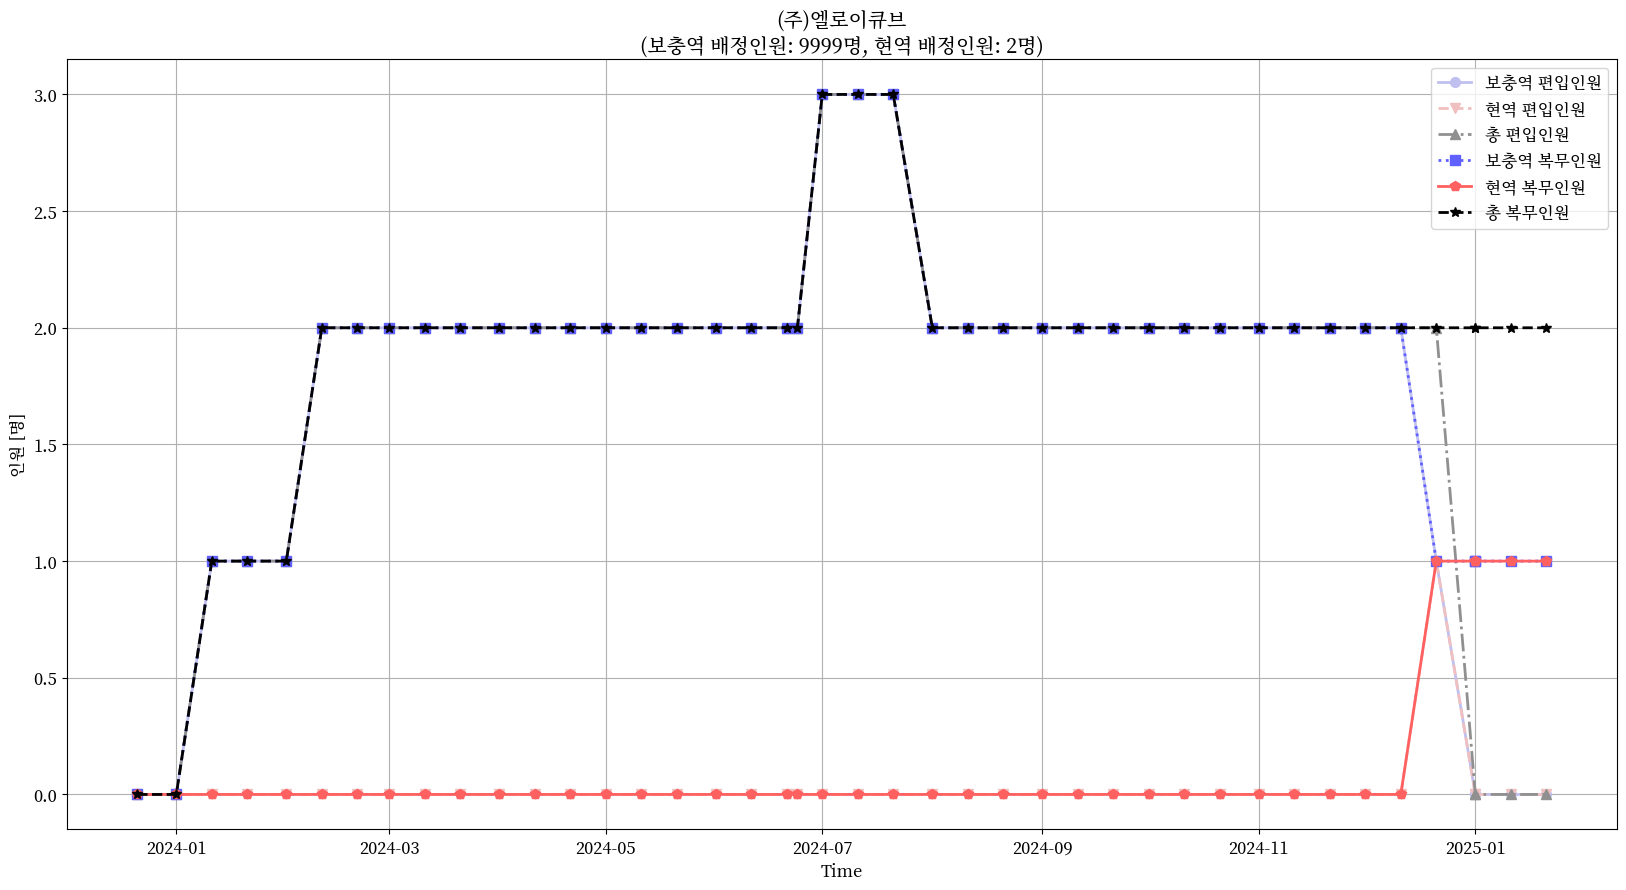 (주)엘로이큐브
(보충역 배정인원: 9999명, 현역 배정인원: 2명)
보충역 편입인원
현역 편입인원
총 편입인원
보충역 복무인원
현역 복무인원
총 복무인원
인원 [명]
3.0
2.5
2.0
1.5
1.0
0.5
0.0
2024-01 2024-03 2024-05 2024-07 2024-09 2024-11 2025-01
Time